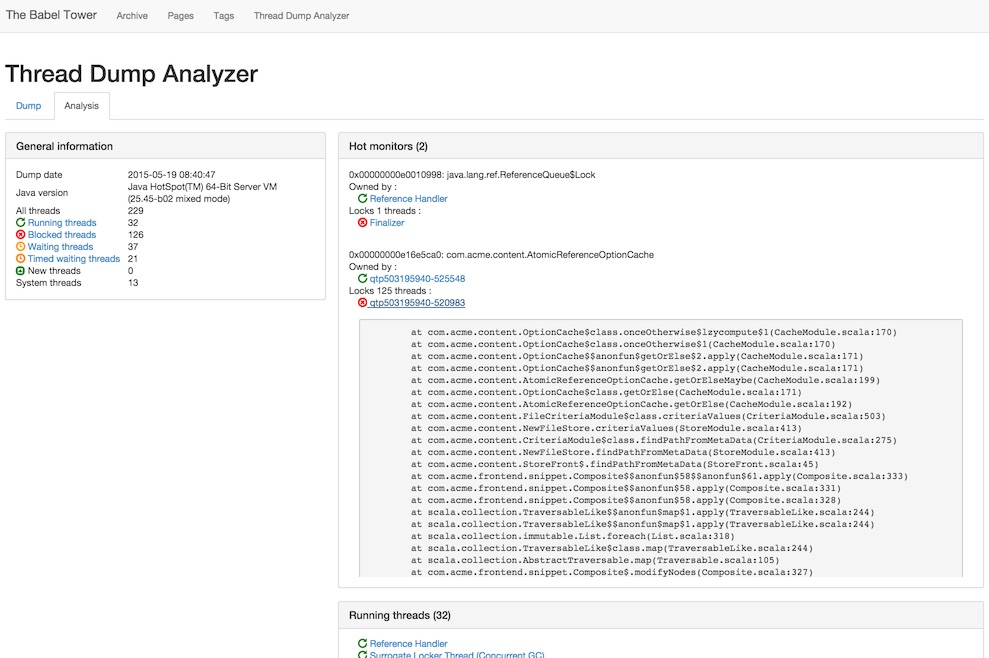 The Babel Tower Archive Pages Tags Thread Dump Analyzer
Thread Dump Analyzer
Dump Analysis
General information
Dump date 2015-05-19 08:40:47
Java version Java HotSpot(TM) 64-Bit Server VM
(25.45-b02 mixed mode)
All threads 229
Running threads 32
Blocked threads 126
Waiting threads 37
Timed waiting threads 21
New threads 0
System threads 13
Hot monitors (2)
0x00000000e0010998: java.lang.ref.ReferenceQueue$Lock
Owned by :
Reference Handler
Locks 1 threads :
Finalizer
0x00000000e16e5ca0: com.acme.content.AtomicReferenceOptionCache
Owned by :
qtp503195940-525548
Locks 125 threads :
qtp503195940-520983
at com.acme.content.OptionCache$class.onceOtherwise$lzycompute$1(CacheModule.scala:170)
at com.acme.content.OptionCache$class.onceOtherwise$1(CacheModule.scala:170)
at com.acme.content.OptionCache$$anonfun$getOrElse$2.apply(CacheModule.scala:171)
at com.acme.content.OptionCache$$anonfun$getOrElse$2.apply(CacheModule.scala:171)
at com.acme.content.AtomicReferenceOptionCache.getOrElseMaybe(CacheModule.scala:199)
at com.acme.content.OptionCache$class.getOrElse(CacheModule.scala:171)
at com.acme.content.AtomicReferenceOptionCache.getOrElse(CacheModule.scala:192)
at com.acme.content.FileCriteriaModule$class.criteriaValues(CriteriaModule.scala:503)
at com.acme.content.NewFileStore.criteriaValues(StoreModule.scala:413)
at com.acme.content.CriteriaModule$class.findPathFromMetaData(CriteriaModule.scala:275)
at com.acme.content.NewFileStore.findPathFromMetaData(StoreModule.scala:413)
at com.acme.content.StoreFront$.findPathFromMetaData(StoreFront.scala:45)
at com.acme.frontend.snippet.Composite$$anonfun$58$$anonfun$61.apply(Composite.scala:333)
at com.acme.frontend.snippet.Composite$$anonfun$58.apply(Composite.scala:331)
at com.acme.frontend.snippet.Composite$$anonfun$58.apply(Composite.scala:328)
at scala.collection.TraversableLike$$anonfun$map$1.apply(TraversableLike.scala:244)
at scala.collection.TraversableLike$$anonfun$map$1.apply(TraversableLike.scala:244)
at scala.collection.immutable.List.foreach(List.scala:318)
at scala.collection.TraversableLike$class.map(TraversableLike.scala:244)
at scala.collection.AbstractTraversable.map(Traversable.scala:105)
at com.acme.frontend.snippet.Composite$.modifyNodes(Composite.scala:327)
Running threads (32)
Reference Handler
Surrogate Locker Thread (Concurrent GC)